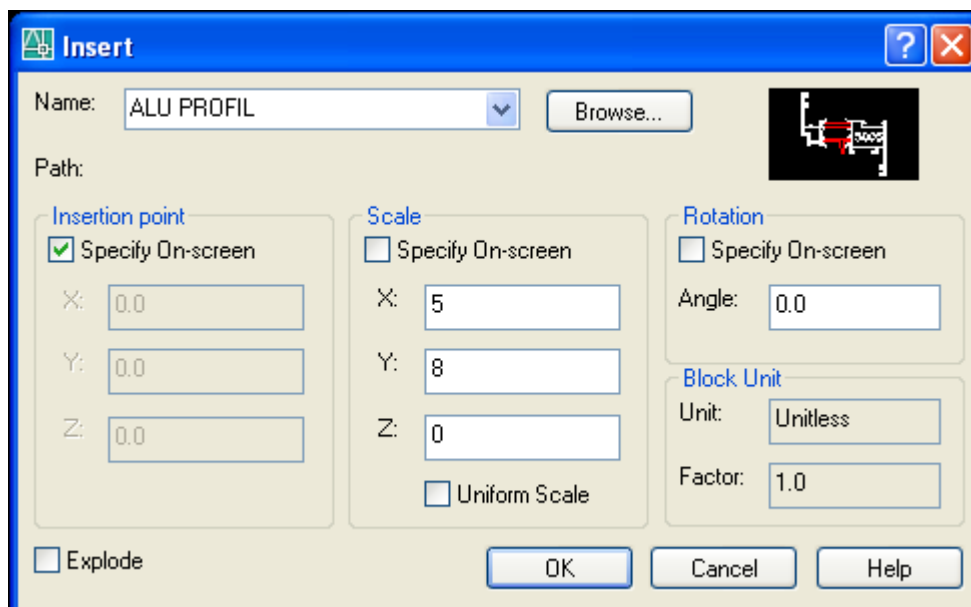 Insert
Name: ALU PROFIL Browse...
Path:
Insertion point
Specify On-screen
X: 0.0
Y: 0.0
Z: 0.0
Scale
Specify On-screen
X: 5
Y: 8
Z: 0
Uniform Scale
Rotation
Specify On-screen
Angle: 0.0
Block Unit
Unit: Unitless
Factor: 1.0
Explode OK Cancel Help